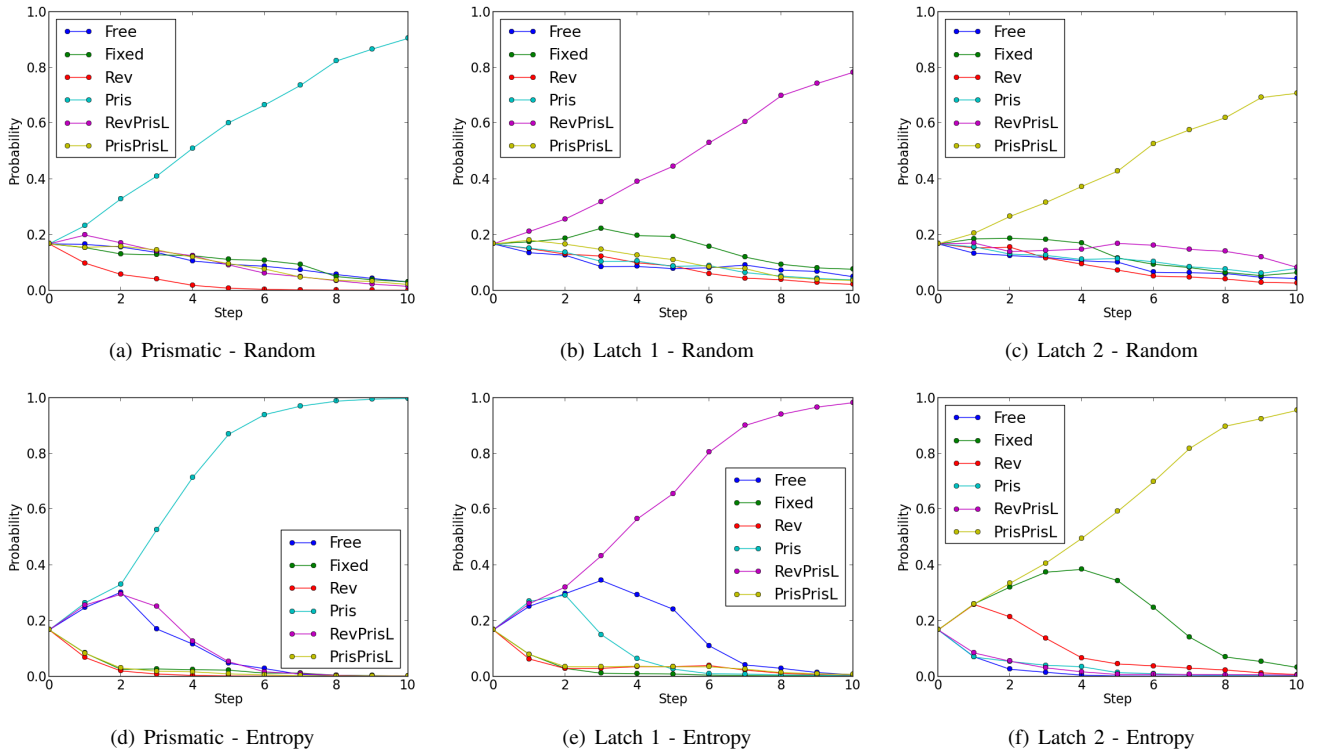 1.0
0.8
0.6
0.4
0.2
0.0
Probability
Free
Fixed
Rev
Pris
RevPrisL
PrisPrisL
0 2 4 6 8 10
Step
(a) Prismatic - Random
1.0
0.8
0.6
0.4
0.2
0.0
Probability
Free
Fixed
Rev
Pris
RevPrisL
PrisPrisL
0 2 4 6 8 10
Step
(b) Latch 1 - Random
1.0
0.8
0.6
0.4
0.2
0.0
Probability
Free
Fixed
Rev
Pris
RevPrisL
PrisPrisL
0 2 4 6 8 10
Step
(c) Latch 2 - Random
1.0
0.8
0.6
0.4
0.2
0.0
Probability
Free
Fixed
Rev
Pris
RevPrisL
PrisPrisL
0 2 4 6 8 10
Step
(d) Prismatic - Entropy
1.0
0.8
0.6
0.4
0.2
0.0
Probability
Free
Fixed
Rev
Pris
RevPrisL
PrisPrisL
0 2 4 6 8 10
Step
(e) Latch 1 - Entropy
1.0
0.8
0.6
0.4
0.2
0.0
Probability
Free
Fixed
Rev
Pris
RevPrisL
PrisPrisL
0 2 4 6 8 10
Step
(f) Latch 2 - Entropy